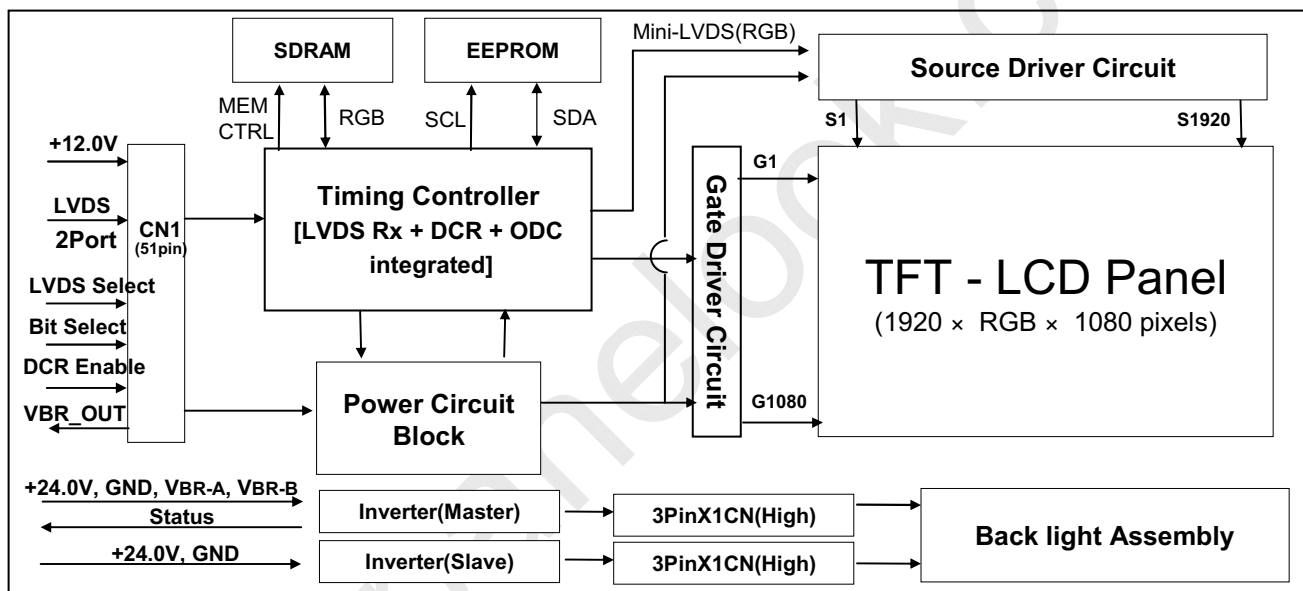 SDRAM
EEPROM
Mini-LVDS(RGB)
Source Driver Circuit
MEM
CTRL
RGB
SCL
SDA
S1
S1920
+12.0V
LVDS
2Port
LVDS Select
Bit Select
DCR Enable
VBR_OUT
CN1
(51pin)
Timing Controller
[LVDS Rx + DCR + ODC
integrated]
Power Circuit
Block
Gate Driver Circuit
G1
G1080
TFT - LCD Panel
(1920 × RGB × 1080 pixels)
+24.0V, GND, VBR-A, VBR-B
Status
+24.0V, GND
Inverter(Master)
3PinX1CN(High)
Inverter(Slave)
3PinX1CN(High)
Back light Assembly